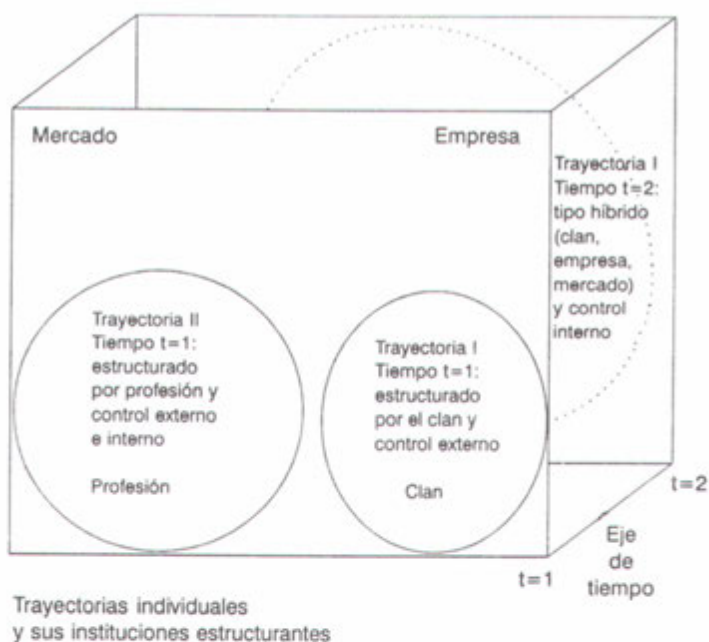 Mercado
Empresa
Trayectoria I
Tiempo t=2:
tipo híbrido
(clan,
empresa,
mercado)
y control
interno
Trayectoria II
Tiempo t=1:
estructurado
por profesión y
control externo
e interno
Profesión
Trayectoria I
Tiempo t=1:
estructurado
por el clan y
control externo
Clan
t=2
Eje
de
tiempo
t=1
Trayectorias individuales
y sus instituciones estructurantes